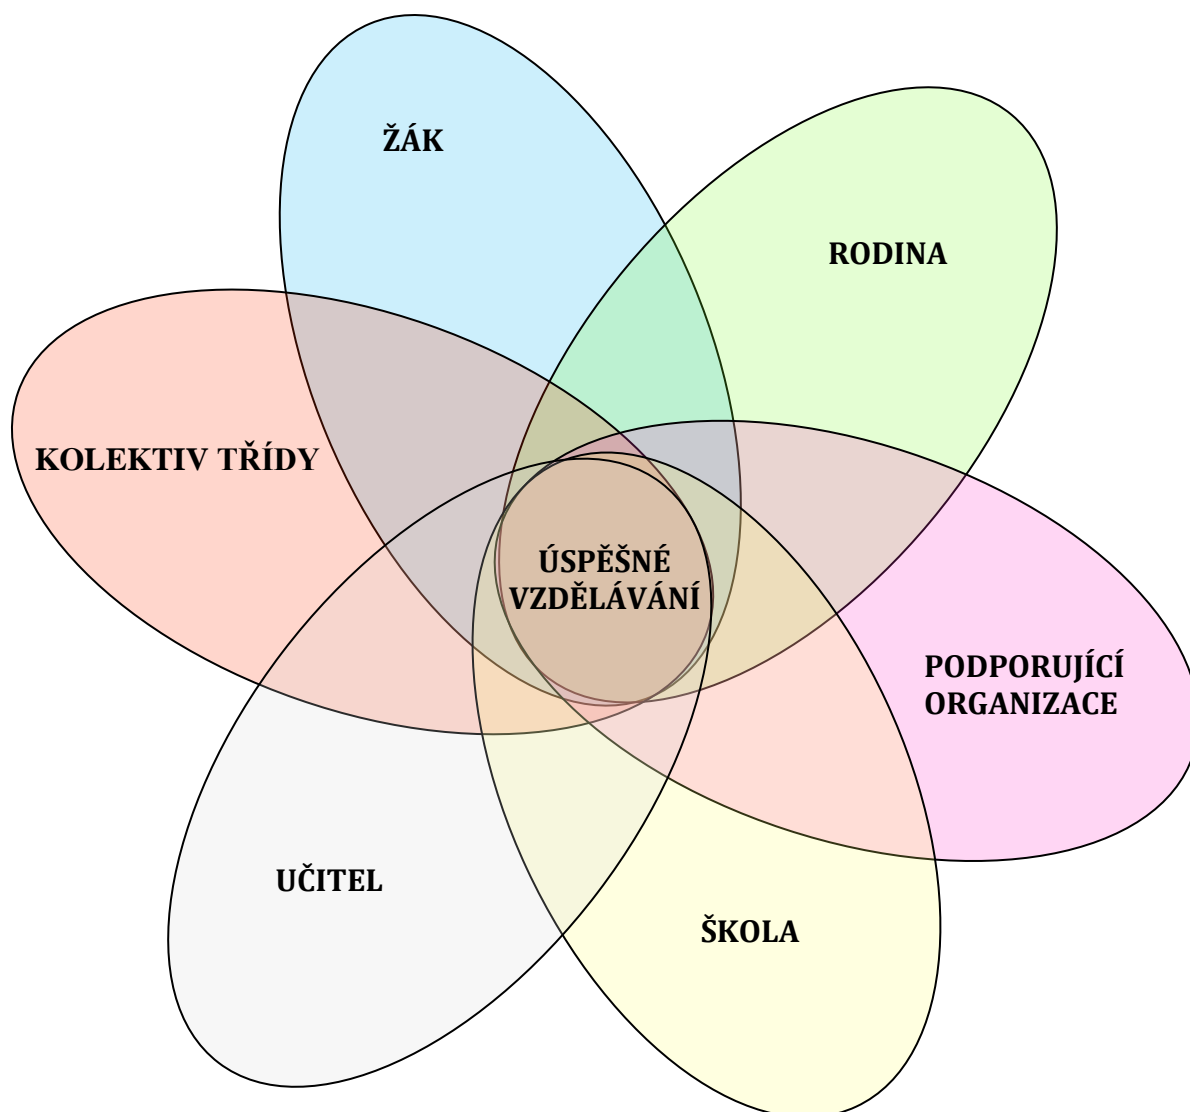 ŽÁK
RODINA
KOLEKTIV TŘÍDY
ÚSPĚŠNÉ
VZDĚLÁVÁNÍ
PODPORUJÍCÍ
ORGANIZACE
UČITEL
ŠKOLA